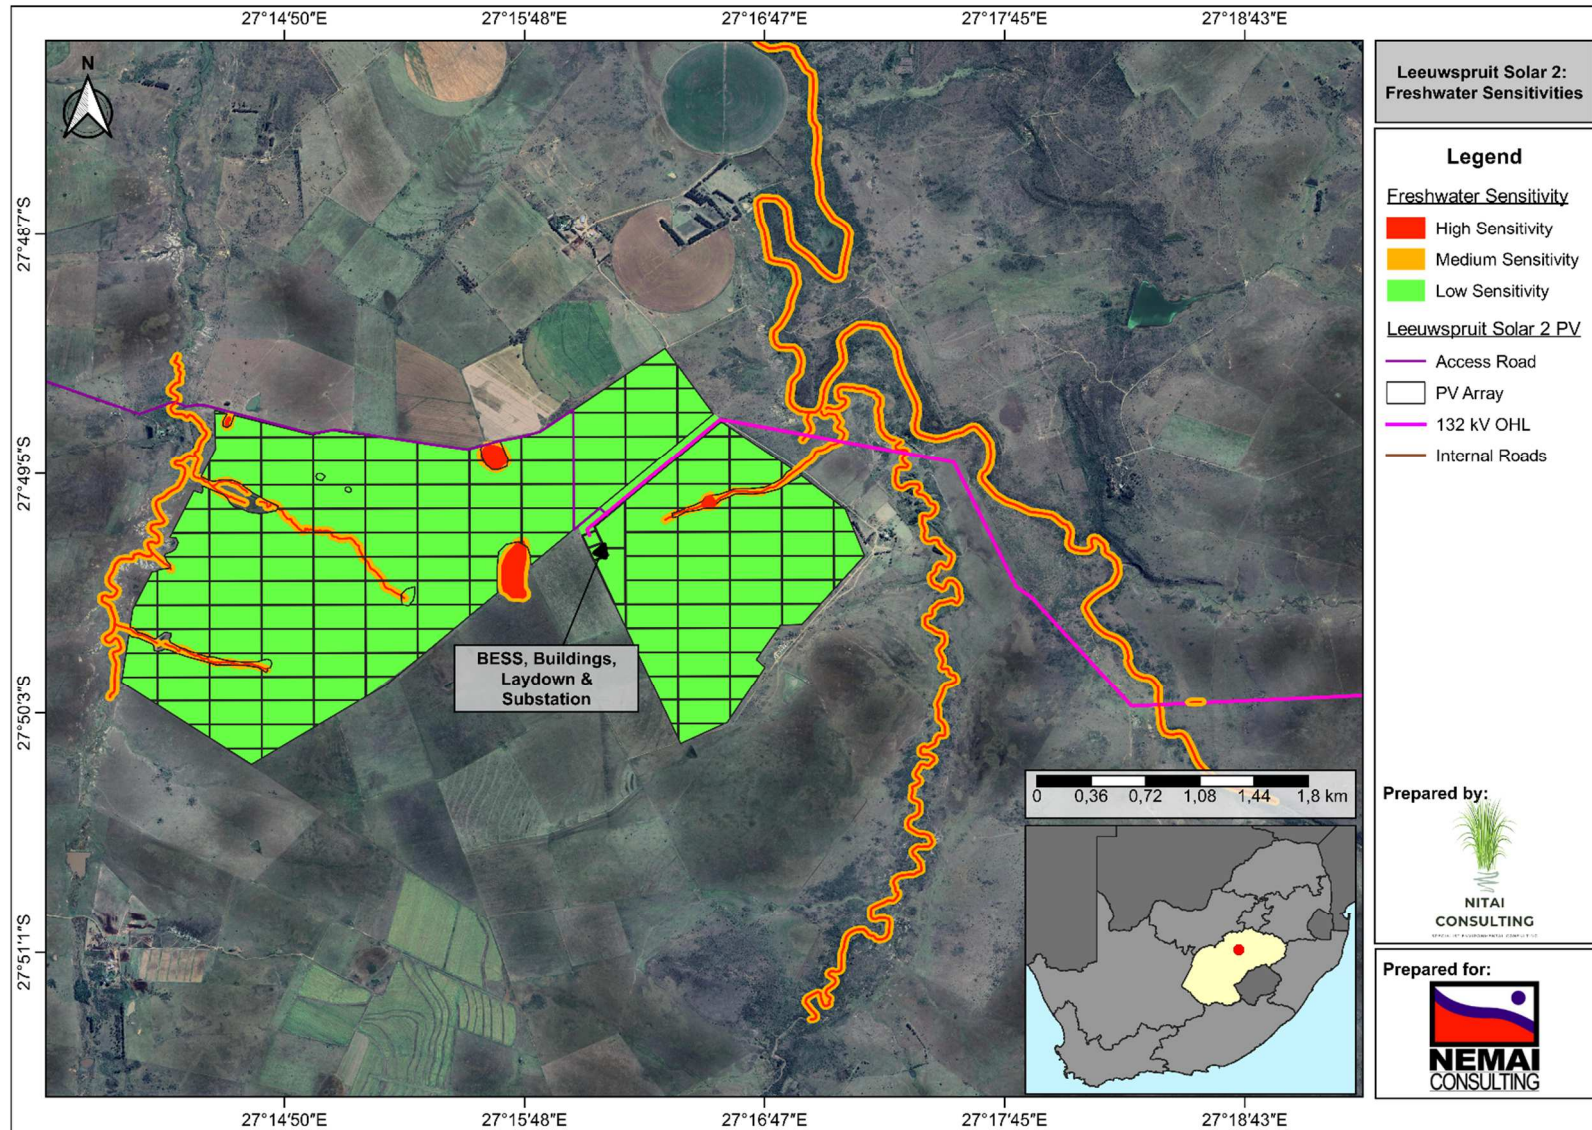 27°14′50″E
27°15′48″E
27°16′47″E
27°17′45″E
27°18′43″E
Leeuwspruit Solar 2:
Freshwater Sensitivities
N
27°48′7″S
27°49′5″S
27°50′3″S
27°51′1″S
BESS, Buildings,
Laydown &
Substation
Legend
Freshwater Sensitivity
High Sensitivity
Medium Sensitivity
Low Sensitivity
Leeuwspruit Solar 2 PV
Access Road
PV Array
132 kV OHL
Internal Roads
0 0,36 0,72 1,08 1,44 1,8 km
Prepared by:
NITAI
CONSULTING
SPECIALIST ENVIRONMENTAL CONSULTING
Prepared for:
NEMAI
CONSULTING
27°14′50″E
27°15′48″E
27°16′47″E
27°17′45″E
27°18′43″E